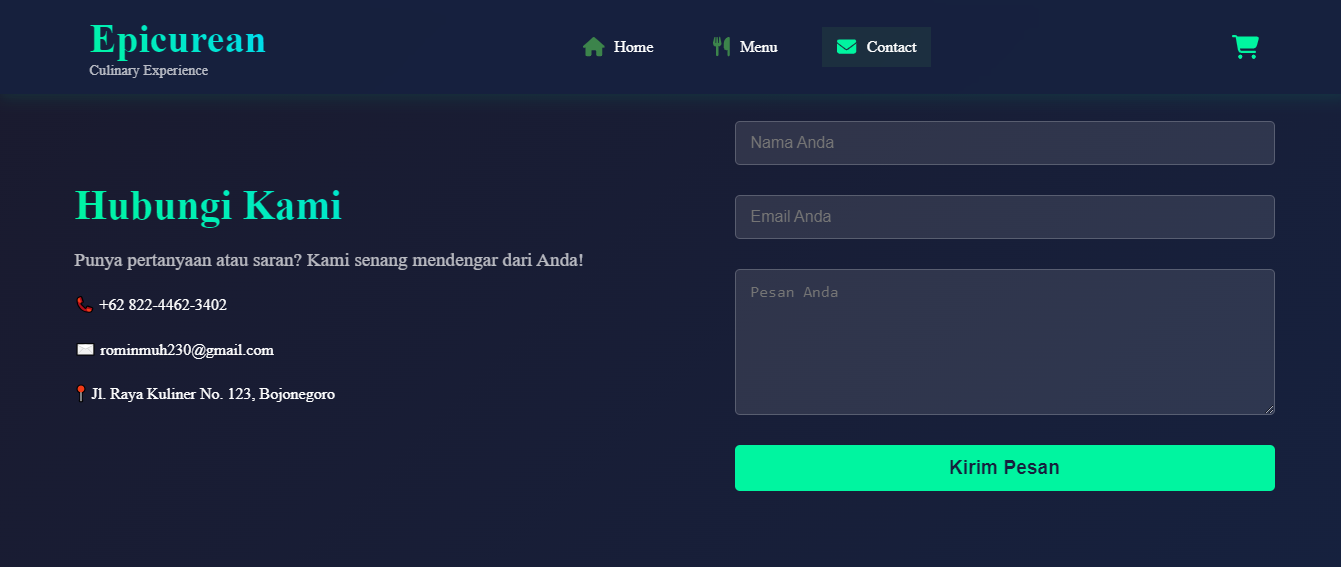 Epicurean
Culinary Experience
Home
Menu
Contact
Hubungi Kami
Punya pertanyaan atau saran? Kami senang mendengar dari Anda!
+62 822-4462-3402
rominmuh230@gmail.com
Jl. Raya Kuliner No. 123, Bojonegoro
Nama Anda
Email Anda
Pesan Anda
Kirim Pesan